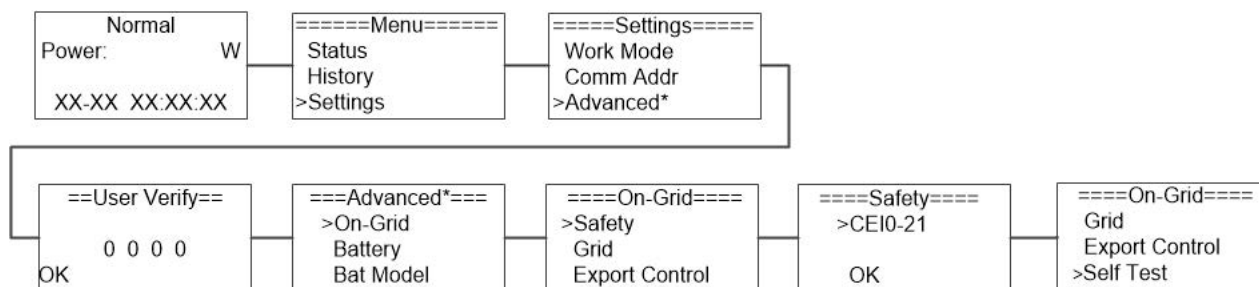 Normal
Power: W
XX-XX XX:XX:XX
======Menu======
Status
History
>Settings
=====Settings=====
Work Mode
Comm Addr
>Advanced*
==User Verify==
0 0 0 0
OK
===Advanced*===
>On-Grid
Battery
Bat Model
====On-Grid====
>Safety
Grid
Export Control
====Safety====
>CEI0-21
OK
====On-Grid====
Grid
Export Control
>Self Test